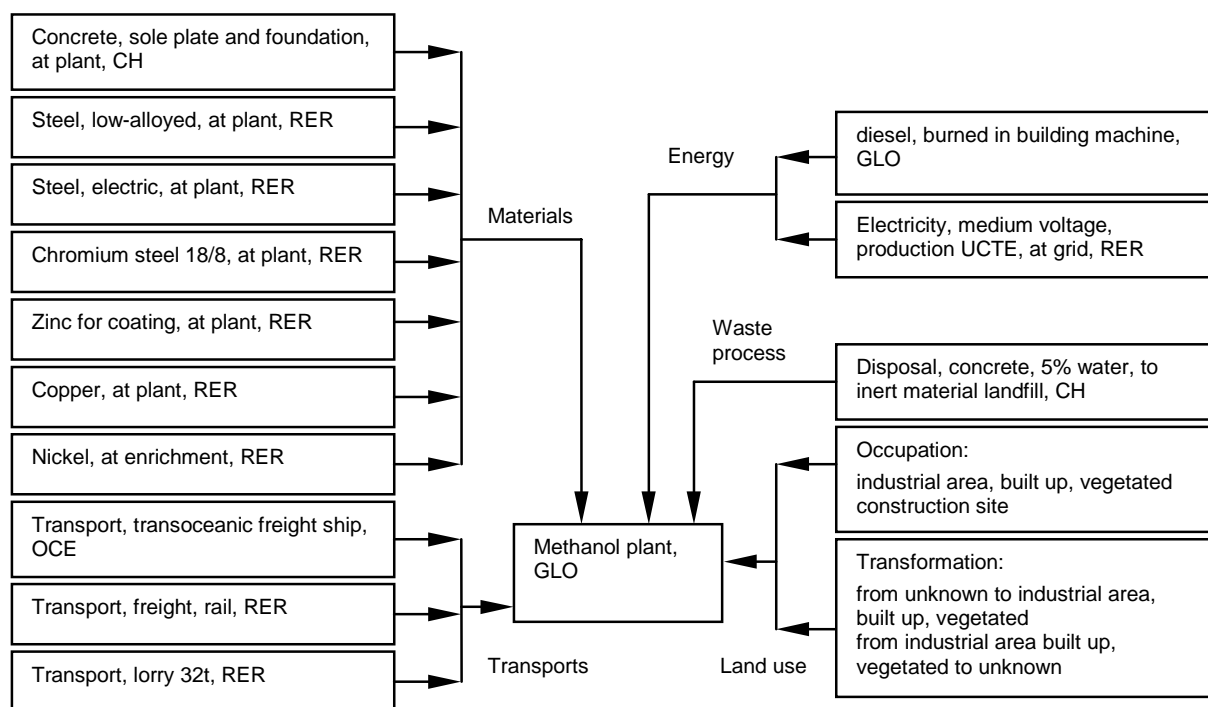 Concrete, sole plate and foundation,
at plant, CH
Steel, low-alloyed, at plant, RER
Steel, electric, at plant, RER
Chromium steel 18/8, at plant, RER
Zinc for coating, at plant, RER
Copper, at plant, RER
Nickel, at enrichment, RER
Transport, transoceanic freight ship,
OCE
Transport, freight, rail, RER
Transport, lorry 32t, RER
Materials
Transports
Methanol plant,
GLO
Energy
Waste
process
Land use
diesel, burned in building machine,
GLO
Electricity, medium voltage,
production UCTE, at grid, RER
Disposal, concrete, 5% water, to
inert material landfill, CH
Occupation:
industrial area, built up, vegetated
construction site
Transformation:
from unknown to industrial area,
built up, vegetated
from industrial area built up,
vegetated to unknown